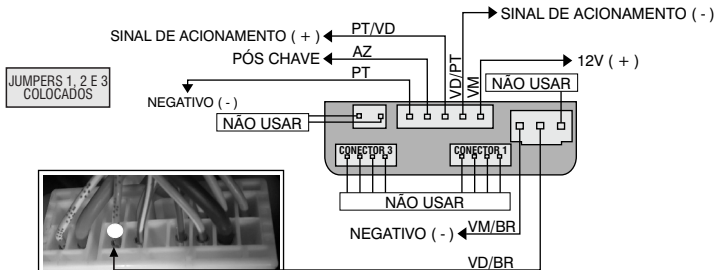 SINAL DE ACIONAMENTO ( - )
SINAL DE ACIONAMENTO ( + )
PT/VD
PÓS CHAVE
AZ
12V ( + )
PT
VD/PT
VM
NÃO USAR
JUMPERS 1, 2 E 3
COLOCADOS
NEGATIVO ( - )
NÃO USAR
CONECTOR 3
CONECTOR 1
NÃO USAR
NEGATIVO ( - )
VM/BR
VD/BR